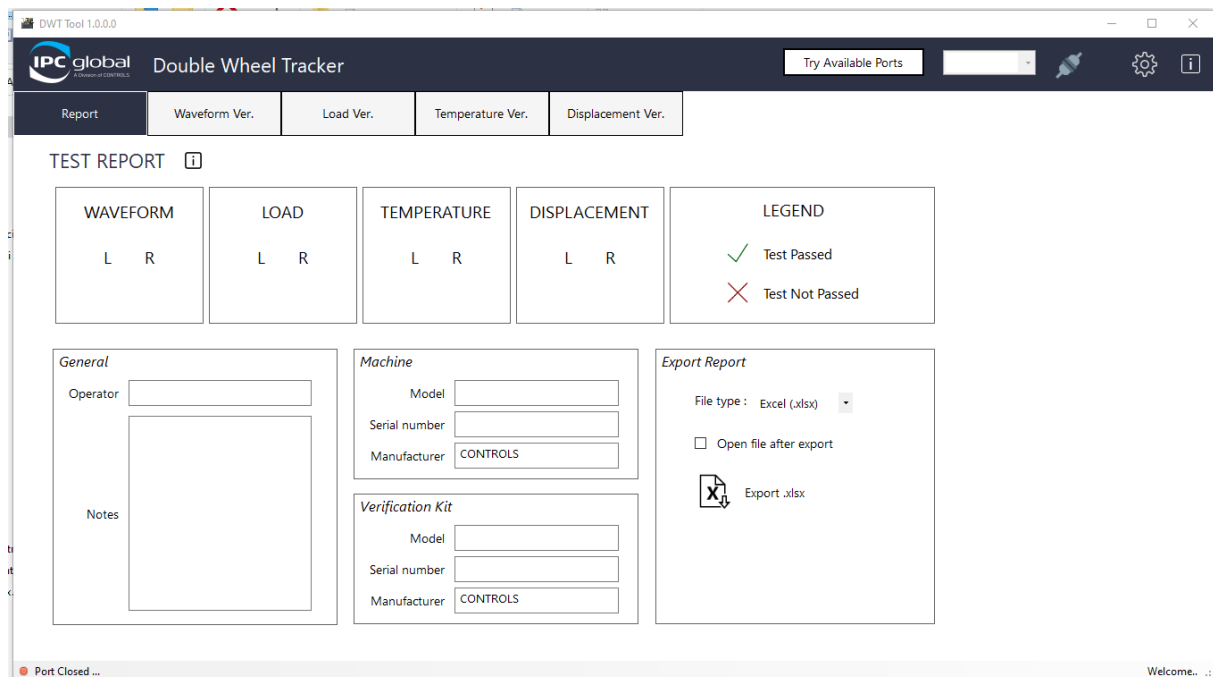 DWT Tool 1.0.0.0
IPC global
A Division of CONTROLS
Double Wheel Tracker
Try Available Ports
Report
Waveform Ver.
Load Ver.
Temperature Ver.
Displacement Ver.
TEST REPORT
WAVEFORM
L R
LOAD
L R
TEMPERATURE
L R
DISPLACEMENT
L R
LEGEND
Test Passed
Test Not Passed
General
Operator
Notes
Machine
Model
Serial number
Manufacturer CONTROLS
Verification Kit
Model
Serial number
Manufacturer CONTROLS
Export Report
File type : Excel (.xlsx)
Open file after export
Export .xlsx
Port Closed ...
Welcome..